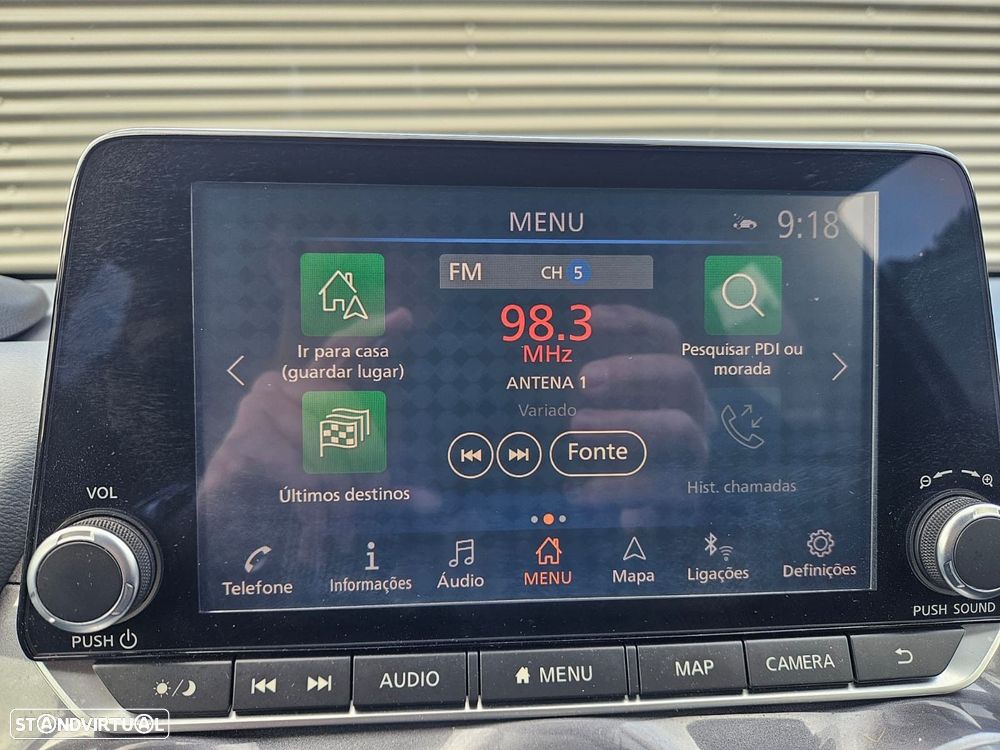 MENU
9:18
FM
CH 5
98.3
MHz
ANTENA 1
Variado
Fonte
Ir para casa
(guardar lugar)
Últimos destinos
Pesquisar PDI ou
morada
Hist. chamadas
Telefone
Informações
Áudio
MENU
Mapa
Ligações
Definições
VOL
PUSH
PUSH SOUND
AUDIO
MENU
MAP
CAMERA
STANDVIRTUAL